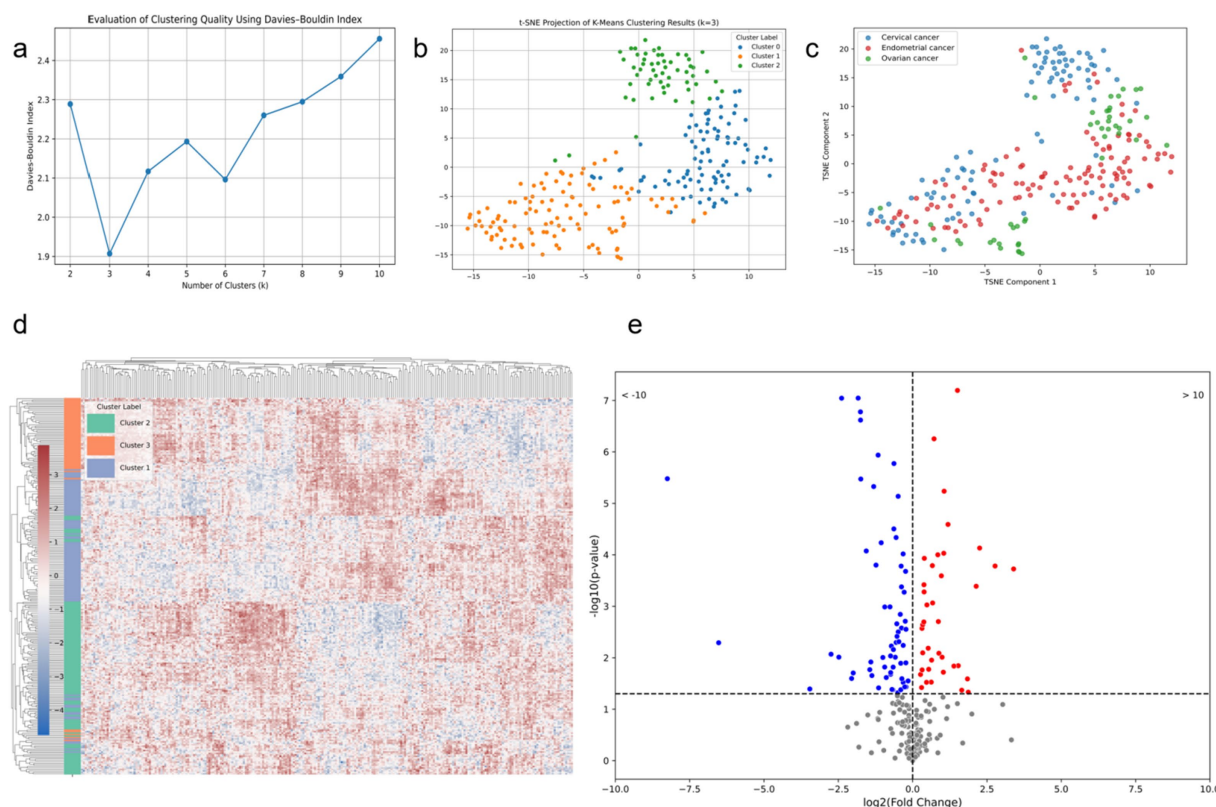 a
Evaluation of Clustering Quality Using Davies–Bouldin Index
Davies–Bouldin Index
2.4
2.3
2.2
2.1
2.0
1.9
2 3 4 5 6 7 8 9 10
Number of Clusters (k)
b
t-SNE Projection of K-Means Clustering Results (k=3)
Cluster Label
Cluster 0
Cluster 1
Cluster 2
20
15
10
5
0
−5
−10
−15
−15 −10 −5 0 5 10
c
Cervical cancer
Endometrial cancer
Ovarian cancer
TSNE Component 2
20
15
10
5
0
−5
−10
−15
−15 −10 −5 0 5 10
TSNE Component 1
d
Cluster Label
Cluster 2
Cluster 3
Cluster 1
3
2
1
0
−1
−2
−3
−4
e
< -10
> 10
-log10(p-value)
7
6
5
4
3
2
1
0
−10.0 −7.5 −5.0 −2.5 0.0 2.5 5.0 7.5 10.0
log2(Fold Change)